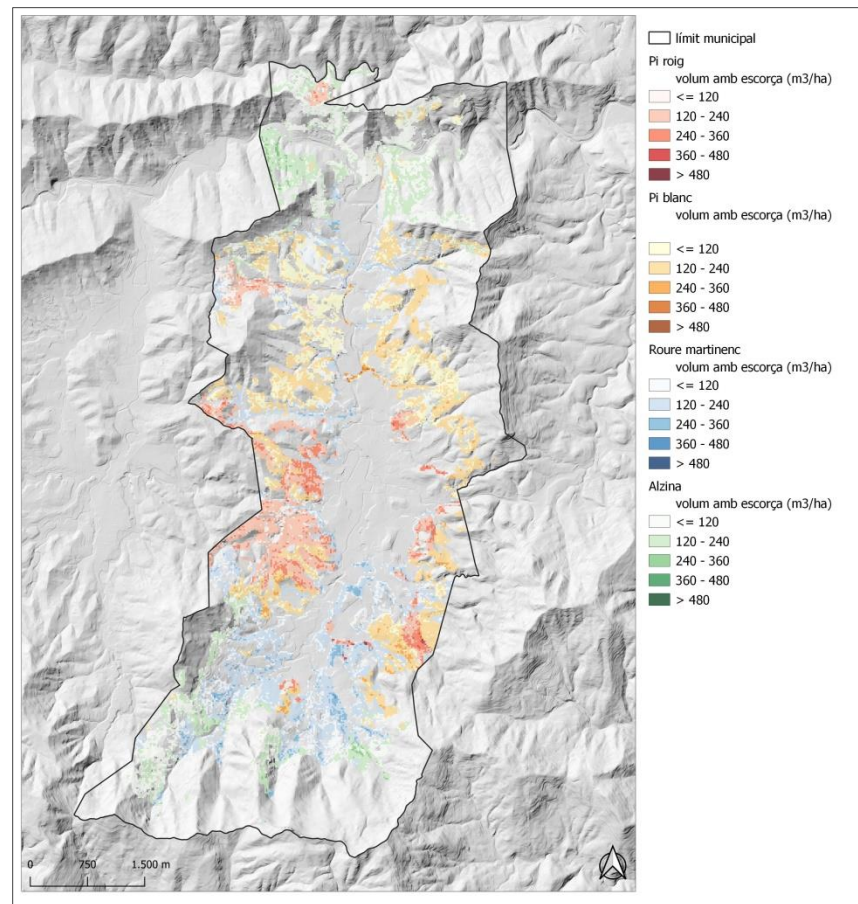 límit municipal
Pi roig
volum amb escorça (m3/ha)
<= 120
120 - 240
240 - 360
360 - 480
> 480
Pi blanc
volum amb escorça (m3/ha)
<= 120
120 - 240
240 - 360
360 - 480
> 480
Roure martinenc
volum amb escorça (m3/ha)
<= 120
120 - 240
240 - 360
360 - 480
> 480
Alzina
volum amb escorça (m3/ha)
<= 120
120 - 240
240 - 360
360 - 480
> 480
0 750 1.500 m